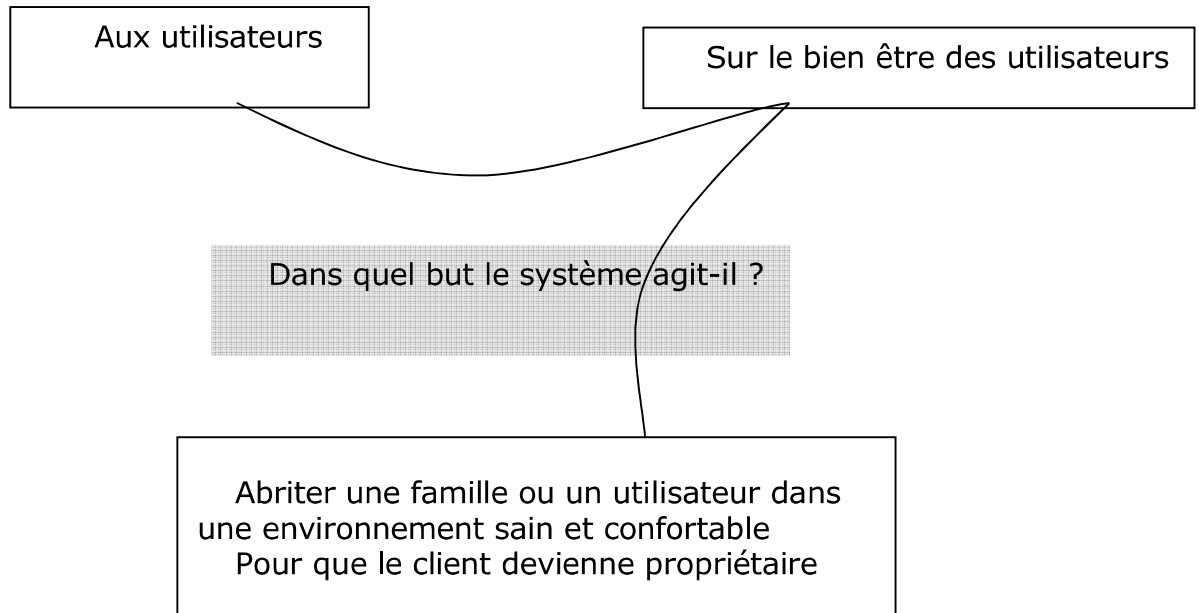 Aux utilisateurs
Sur le bien être des utilisateurs
Dans quel but le système agit-il ?
Abriter une famille ou un utilisateur dans
une environnement sain et confortable
Pour que le client devienne propriétaire